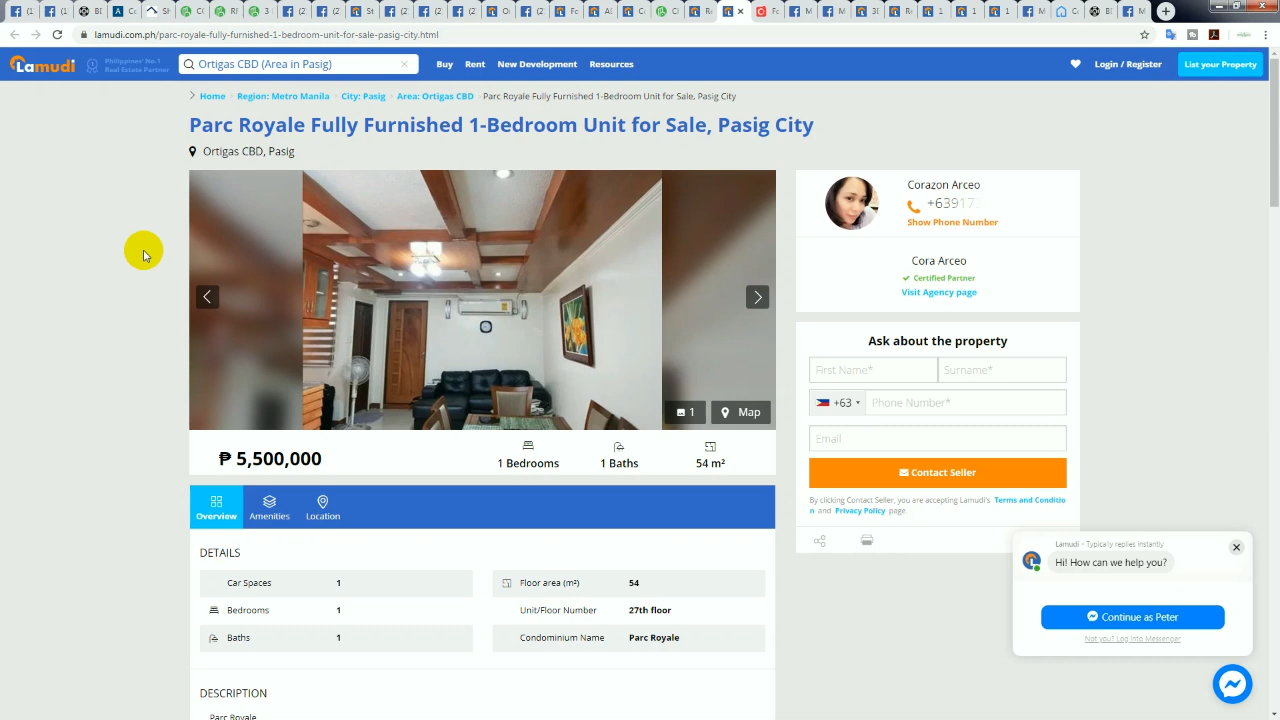 lamudi.com.ph/parc-royale-fully-furnished-1-bedroom-unit-for-sale-pasig-city.html
Lamudi
Philippines' No.1
Real Estate Partner
Ortigas CBD (Area in Pasig)
Buy
Rent
New Development
Resources
Login / Register
List your Property
Home
Region: Metro Manila
City: Pasig
Area: Ortigas CBD
Parc Royale Fully Furnished 1-Bedroom Unit for Sale, Pasig City
Parc Royale Fully Furnished 1-Bedroom Unit for Sale, Pasig City
Ortigas CBD, Pasig
1
Map
₱ 5,500,000
1 Bedrooms
1 Baths
54 m²
Overview
Amenities
Location
DETAILS
Car Spaces 1
Floor area (m²) 54
Bedrooms 1
Unit/Floor Number 27th floor
Baths 1
Condominium Name Parc Royale
DESCRIPTION
Parc Royale
Corazon Arceo
+63917
Show Phone Number
Cora Arceo
Certified Partner
Visit Agency page
Ask about the property
First Name*
Surname*
+63
Phone Number*
Email
Contact Seller
By clicking Contact Seller, you are accepting Lamudi's Terms and Conditio
n and Privacy Policy page.
Lamudi - Typically replies instantly
Hi! How can we help you?
Continue as Peter
Not you? Log into Messenger